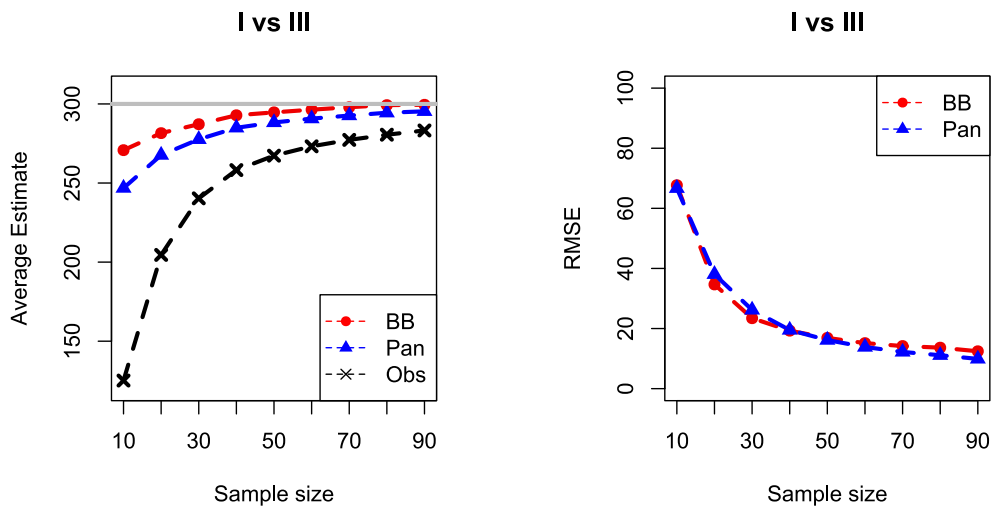 I vs III
Average Estimate
300
250
200
150
BB
Pan
Obs
10 30 50 70 90
Sample size
I vs III
RMSE
100
80
60
40
20
0
BB
Pan
10 30 50 70 90
Sample size